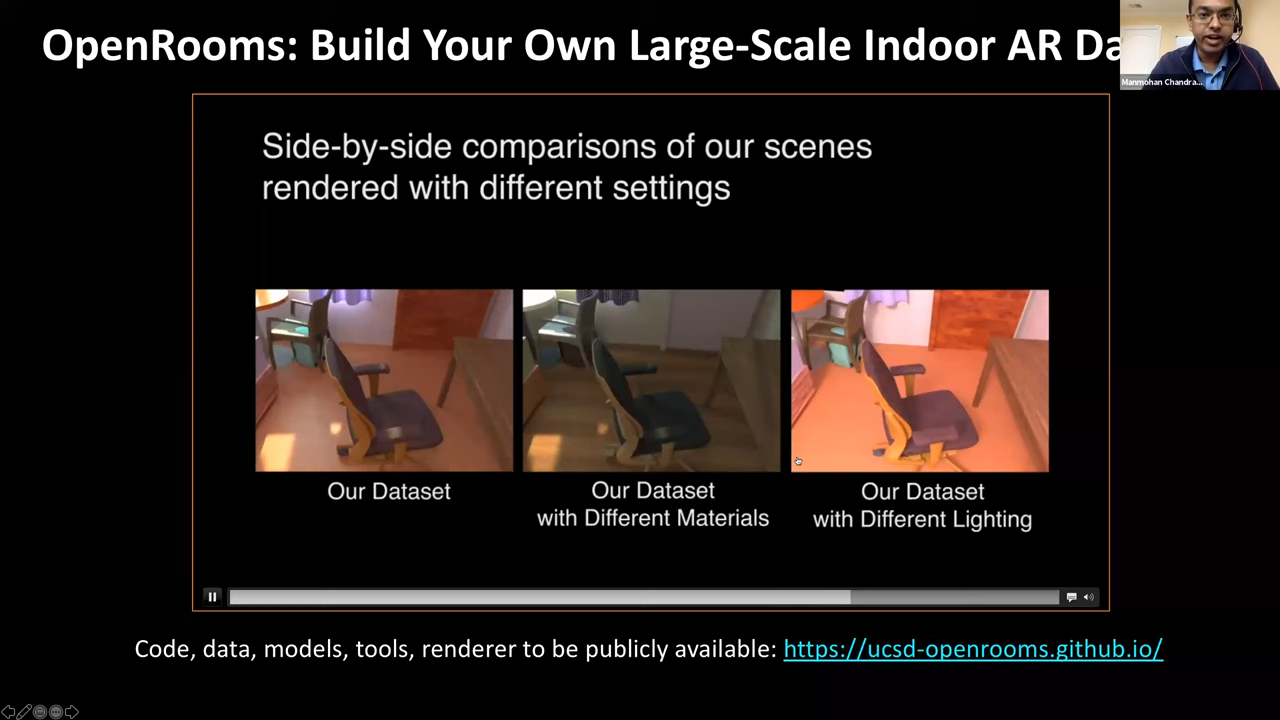 OpenRooms: Build Your Own Large-Scale Indoor AR Da
Manmohan Chandra...
Side-by-side comparisons of our scenes
rendered with different settings
Our Dataset
Our Dataset
with Different Materials
Our Dataset
with Different Lighting
Code, data, models, tools, renderer to be publicly available: https://ucsd-openrooms.github.io/